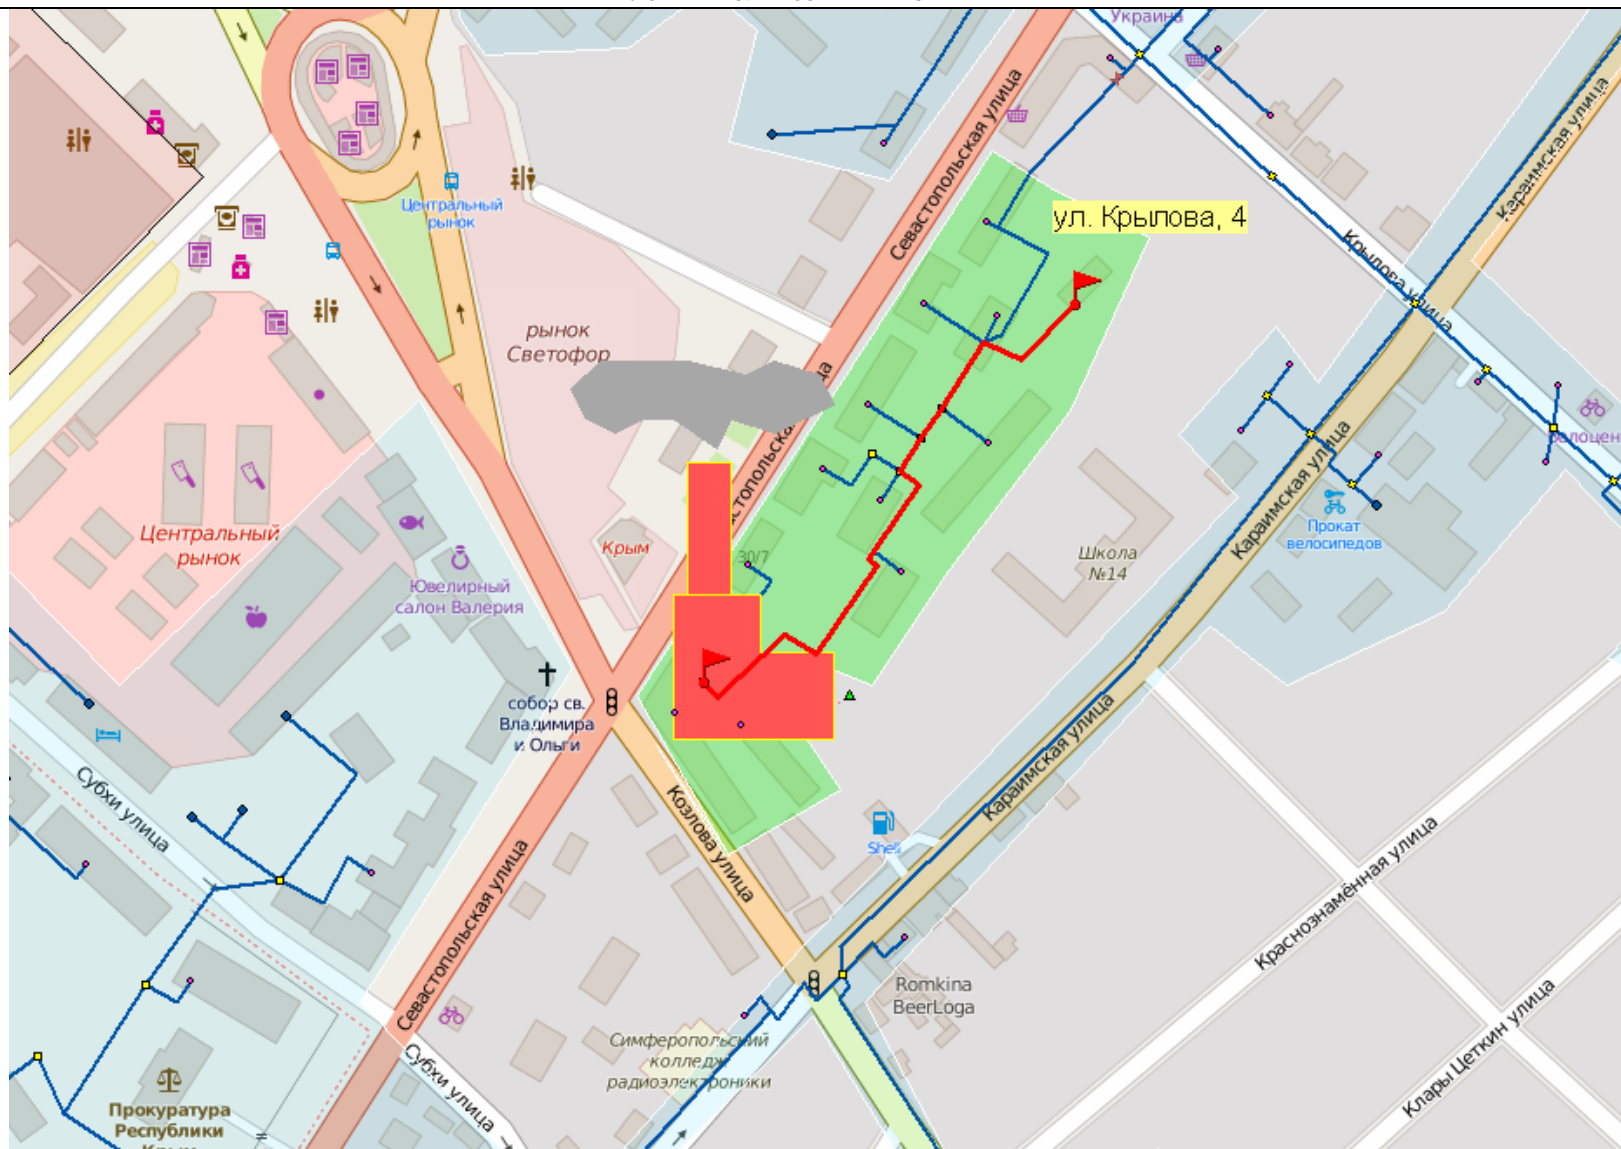 Украина
Севастопольская улица
Караимская улица
Центральный
рынок
ул. Крылова, 4
Крылова улица
рынок
Светофор
Караимская улица
Центральный
рынок
Крым
30/7
Ювелирный
салон Валерия
Школа
№14
Прокат
велосипедов
собор св.
Владимира
и Ольги
Субхи улица
Козлова улица
Караимская улица
Shell
Севастопольская улица
Краснознамённая улица
Romkina
BeerLoga
Симферопольский
колледж
радиоэлектроники
Субхи улица
Клары Цеткин улица
Прокуратура
Республики